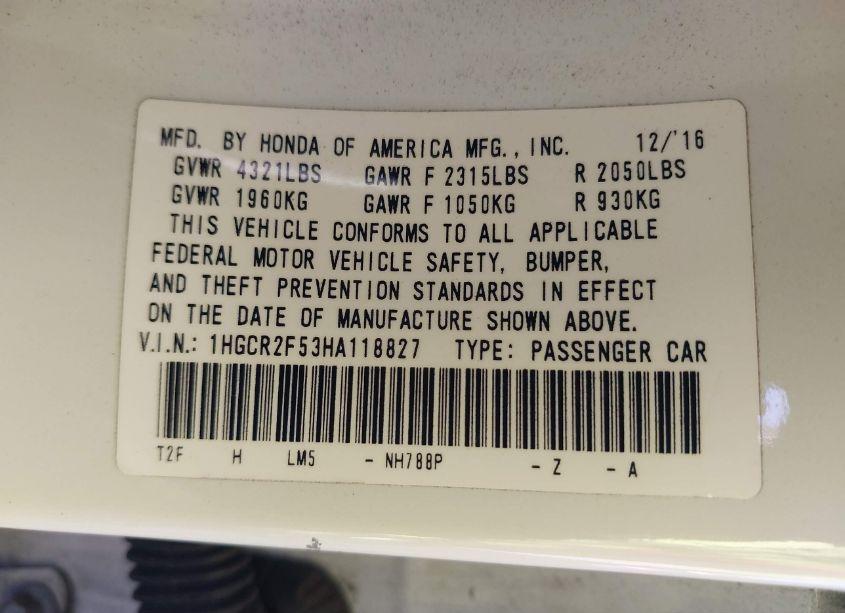 MFD. BY HONDA OF AMERICA MFG., INC. 12/'16
GVWR 4321LBS GAWR F 2315LBS R 2050LBS
GVWR 1960KG GAWR F 1050KG R 930KG
THIS VEHICLE CONFORMS TO ALL APPLICABLE
FEDERAL MOTOR VEHICLE SAFETY, BUMPER,
AND THEFT PREVENTION STANDARDS IN EFFECT
ON THE DATE OF MANUFACTURE SHOWN ABOVE.
V.I.N.: 1HGCR2F53HA118827 TYPE: PASSENGER CAR
T2F H LM5 - NH788P - Z - A